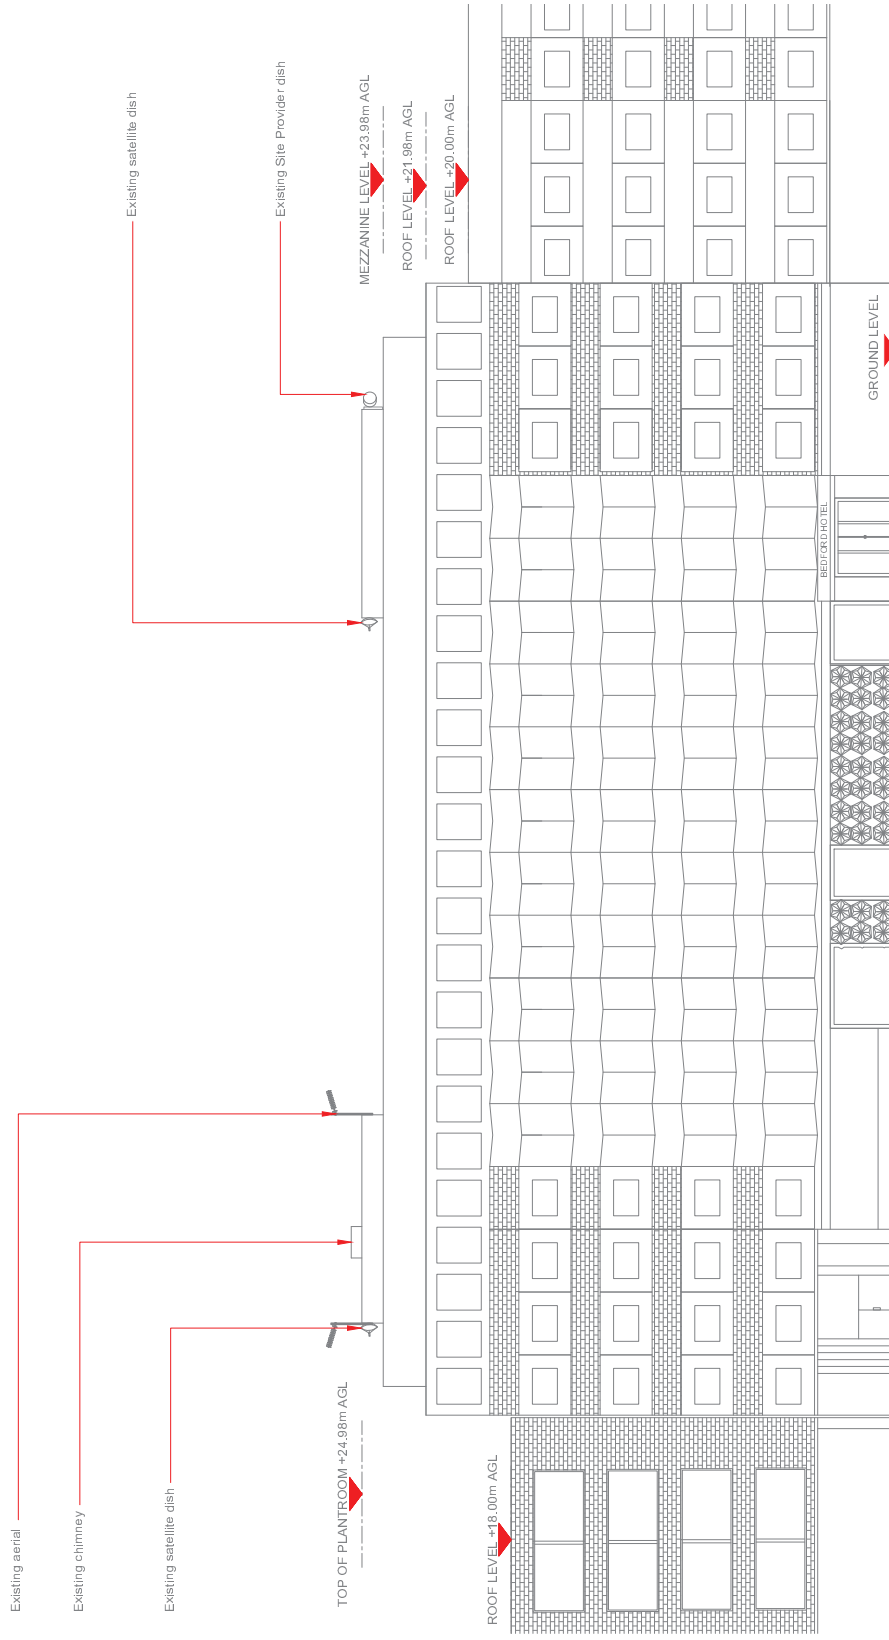 Existing aerial
Existing chimney
Existing satellite dish
Existing satellite dish
Existing Site Provider dish
TOP OF PLANTROOM +24.98m AGL
MEZZANINE LEVEL +23.98m AGL
ROOF LEVEL +21.98m AGL
ROOF LEVEL +20.00m AGL
ROOF LEVEL +18.00m AGL
BEDFORD HOTEL
GROUND LEVEL